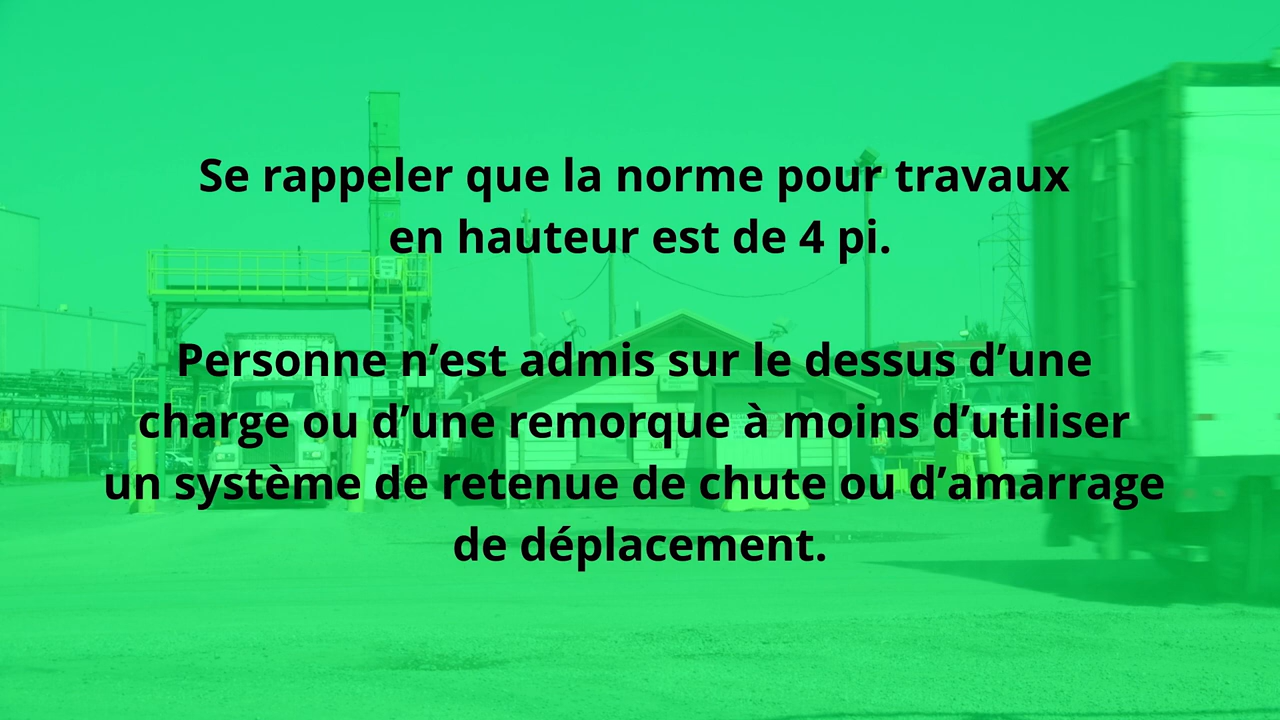 Se rappeler que la norme pour travaux
en hauteur est de 4 pi.
Personne n’est admis sur le dessus d’une
charge ou d’une remorque à moins d’utiliser
un système de retenue de chute ou d’amarrage
de déplacement.